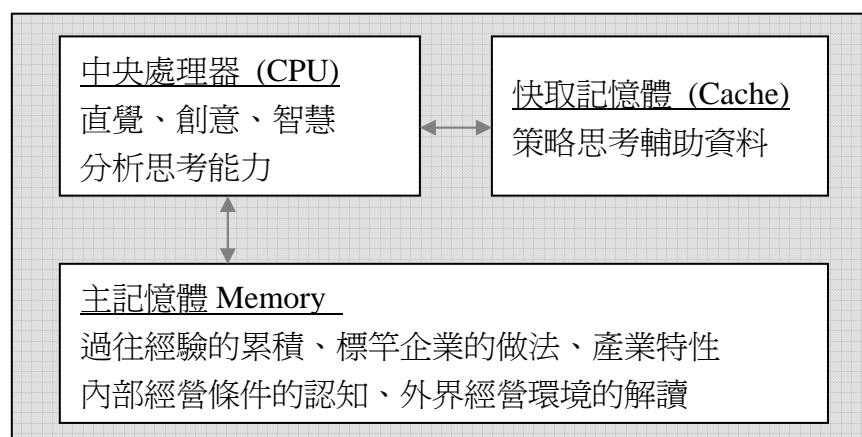 中央處理器 (CPU)
直覺、創意、智慧
分析思考能力
快取記憶體 (Cache)
策略思考輔助資料
主記憶體 Memory
過往經驗的累積、標竿企業的做法、產業特性
內部經營條件的認知、外界經營環境的解讀